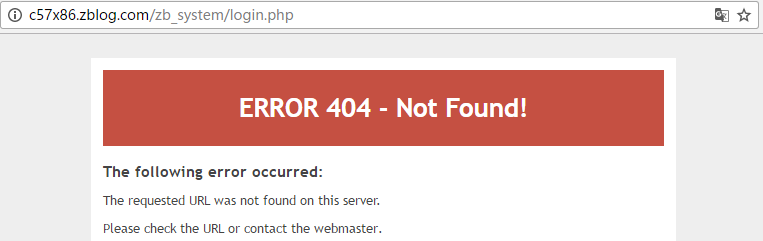 c57x86.zblog.com/zb_system/login.php
ERROR 404 - Not Found!
The following error occurred:
The requested URL was not found on this server.
Please check the URL or contact the webmaster.